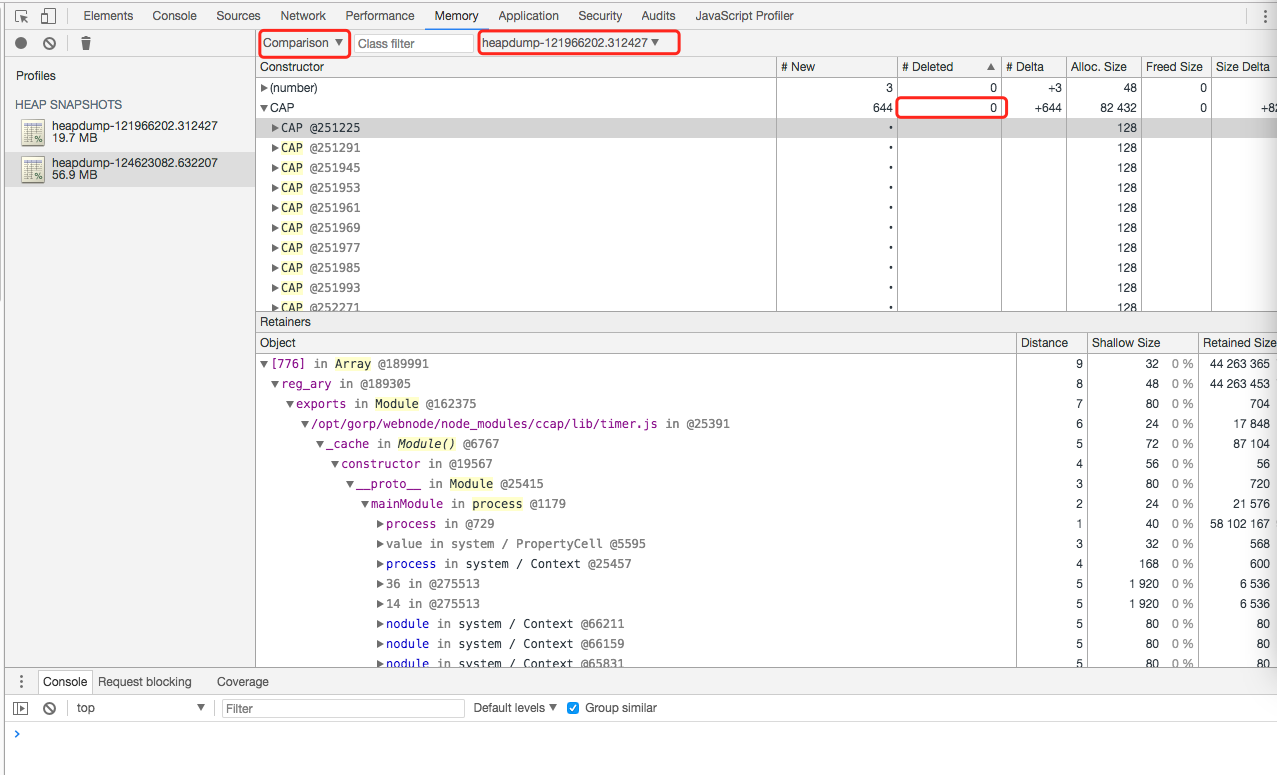 Elements Console Sources Network Performance Memory Application Security Audits JavaScript Profiler
Comparison ▼ Class filter heapdump-121966202.312427 ▼
Profiles
HEAP SNAPSHOTS
heapdump-121966202.312427
19.7 MB
heapdump-124623082.632207
56.9 MB
Constructor # New # Deleted ▲ # Delta Alloc. Size Freed Size Size Delta
▶(number) 3 0 +3 48 0
▼CAP 644 0 +644 82 432 0 +82
▶CAP @251225 • 128
▶CAP @251291 • 128
▶CAP @251945 • 128
▶CAP @251953 • 128
▶CAP @251961 • 128
▶CAP @251969 • 128
▶CAP @251977 • 128
▶CAP @251985 • 128
▶CAP @251993 • 128
▶CAP @252271 • 128
Retainers
Object Distance Shallow Size Retained Size
▼[776] in Array @189991 9 32 0 % 44 263 365
▼reg_ary in @189305 8 48 0 % 44 263 453
▼exports in Module @162375 7 80 0 % 704
▼/opt/gorp/webnode/node_modules/ccap/lib/timer.js in @25391 6 24 0 % 17 848
▼_cache in Module() @6767 5 72 0 % 87 104
▼constructor in @19567 4 56 0 % 56
▼__proto__ in Module @25415 3 80 0 % 720
▼mainModule in process @1179 2 24 0 % 21 576
▶process in @729 1 40 0 % 58 102 167
▶value in system / PropertyCell @5595 3 32 0 % 568
▶process in system / Context @25457 4 168 0 % 600
▶36 in @275513 5 1 920 0 % 6 536
▶14 in @275513 5 1 920 0 % 6 536
▶nodule in system / Context @66211 5 80 0 % 80
▶nodule in system / Context @66159 5 80 0 % 80
▶nodule in system / Context @65831 5 80 0 % 80
Console Request blocking Coverage
top ▼ Filter Default levels ▼ Group similar
>